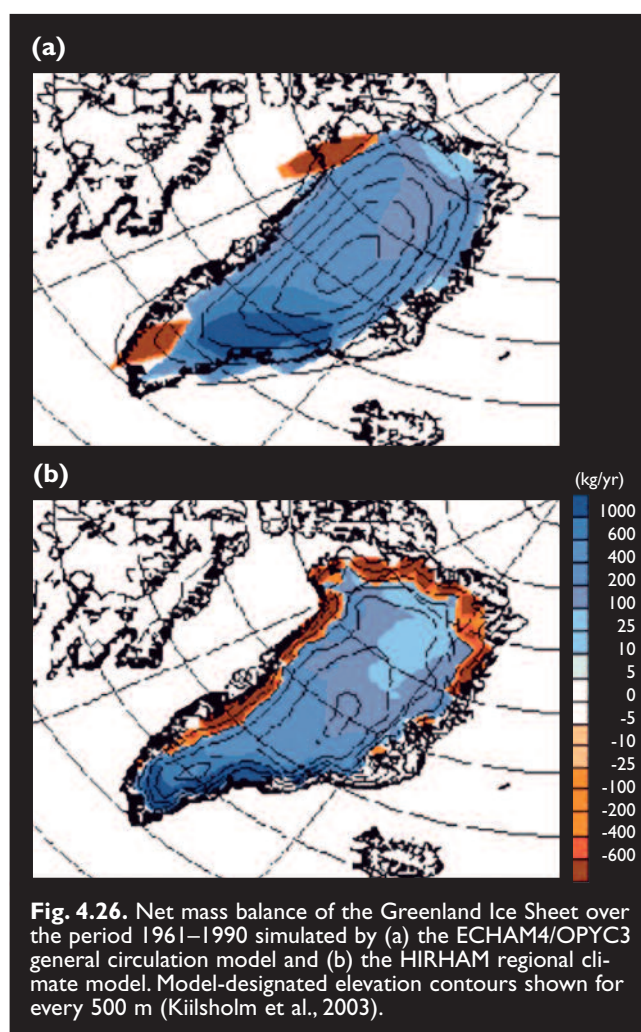 (a)
(b)
(kg/yr)
1000
600
400
200
100
25
10
5
0
-5
-10
-25
-100
-200
-400
-600
Fig. 4.26. Net mass balance of the Greenland Ice Sheet over
the period 1961–1990 simulated by (a) the ECHAM4/OPYC3
general circulation model and (b) the HIRHAM regional cli-
mate model. Model-designated elevation contours shown for
every 500 m (Kiilsholm et al., 2003).